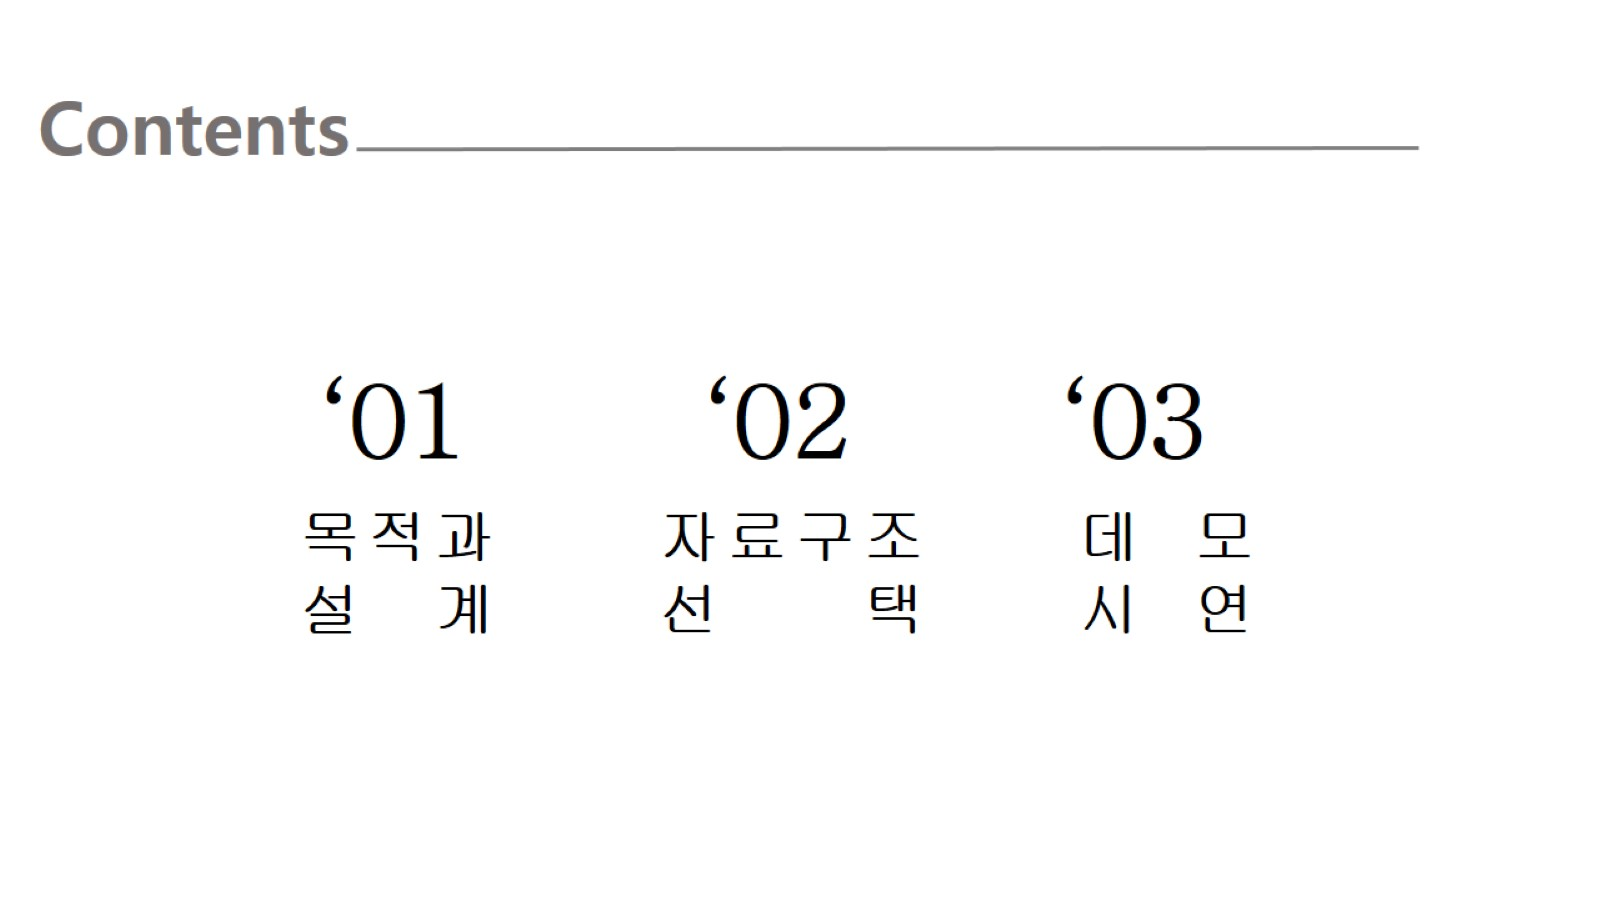 Contents
‘01
목적과
설 계
‘02
자료구조
선 택
‘03
데 모
시 연